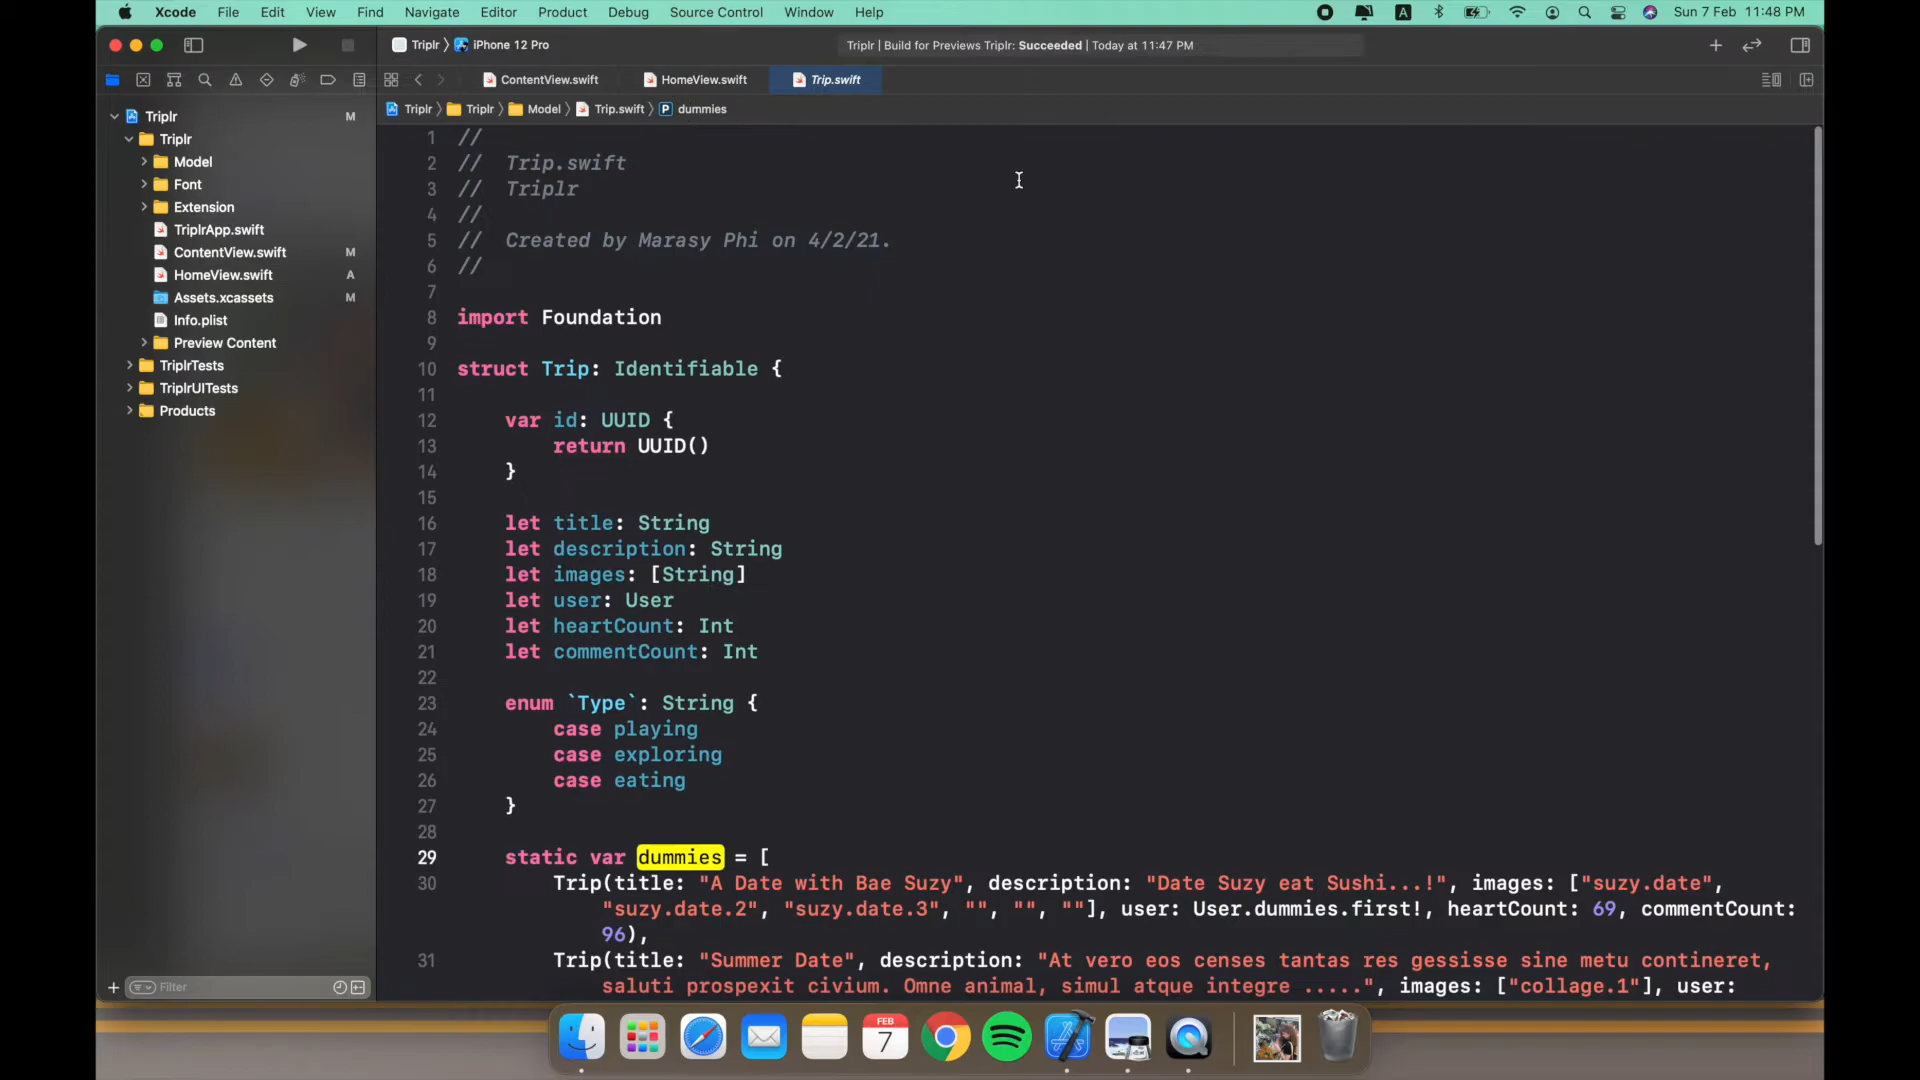 Xcode File Edit View Find Navigate Editor Product Debug Source Control Window Help A Sun 7 Feb 11:48 PM
Triplr iPhone 12 Pro Triplr | Build for Previews Triplr: Succeeded | Today at 11:47 PM
ContentView.swift HomeView.swift Trip.swift
Triplr Triplr Model Trip.swift P dummies
Triplr M
Triplr
Model
Font
Extension
TriplrApp.swift
ContentView.swift M
HomeView.swift A
Assets.xcassets M
Info.plist
Preview Content
TriplrTests
TriplrUITests
Products
Filter
1 //
2 // Trip.swift
3 // Triplr
4 //
5 // Created by Marasy Phi on 4/2/21.
6 //
7
8 import Foundation
9
10 struct Trip: Identifiable {
11
12 var id: UUID {
13 return UUID()
14 }
15
16 let title: String
17 let description: String
18 let images: [String]
19 let user: User
20 let heartCount: Int
21 let commentCount: Int
22
23 enum `Type`: String {
24 case playing
25 case exploring
26 case eating
27 }
28
29 static var dummies = [
30 Trip(title: "A Date with Bae Suzy", description: "Date Suzy eat Sushi...!", images: ["suzy.date",
"suzy.date.2", "suzy.date.3", "", "", ""], user: User.dummies.first!, heartCount: 69, commentCount:
96),
31 Trip(title: "Summer Date", description: "At vero eos censes tantas res gessisse sine metu contineret,
saluti prospexit civium. Omne animal, simul atque integre .....", images: ["collage.1"], user:
FEB
7